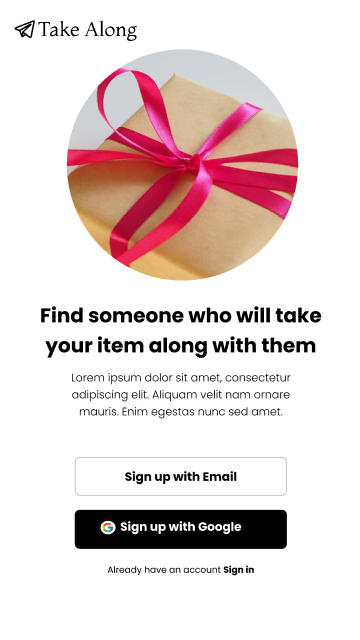 Take Along
Find someone who will take
your item along with them
Lorem ipsum dolor sit amet, consectetur
adipiscing elit. Aliquam velit nam ornare
mauris. Enim egestas nunc sed amet.
Sign up with Email
Sign up with Google
Already have an account Sign in